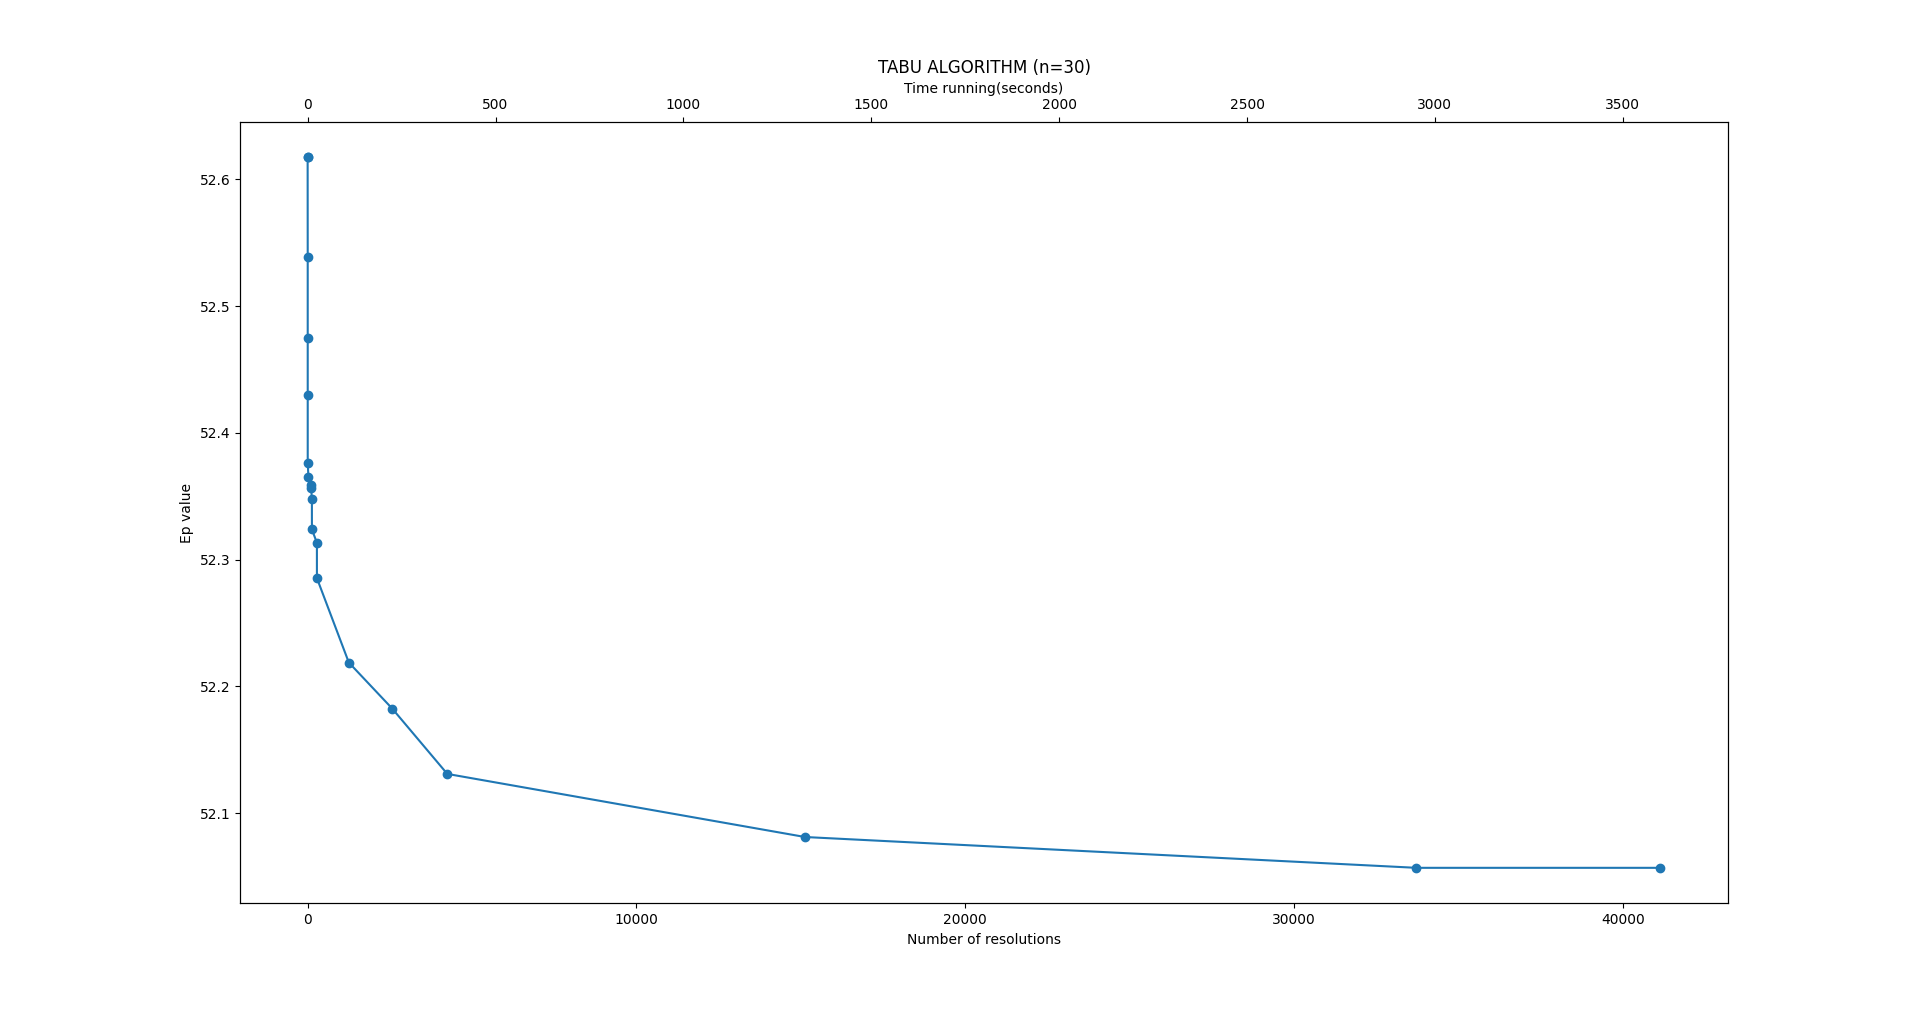 TABU ALGORITHM (n=30)
Time running(seconds)
0 500 1000 1500 2000 2500 3000 3500
52.6
52.5
52.4
52.3
52.2
52.1
Ep value
0 10000 20000 30000 40000
Number of resolutions